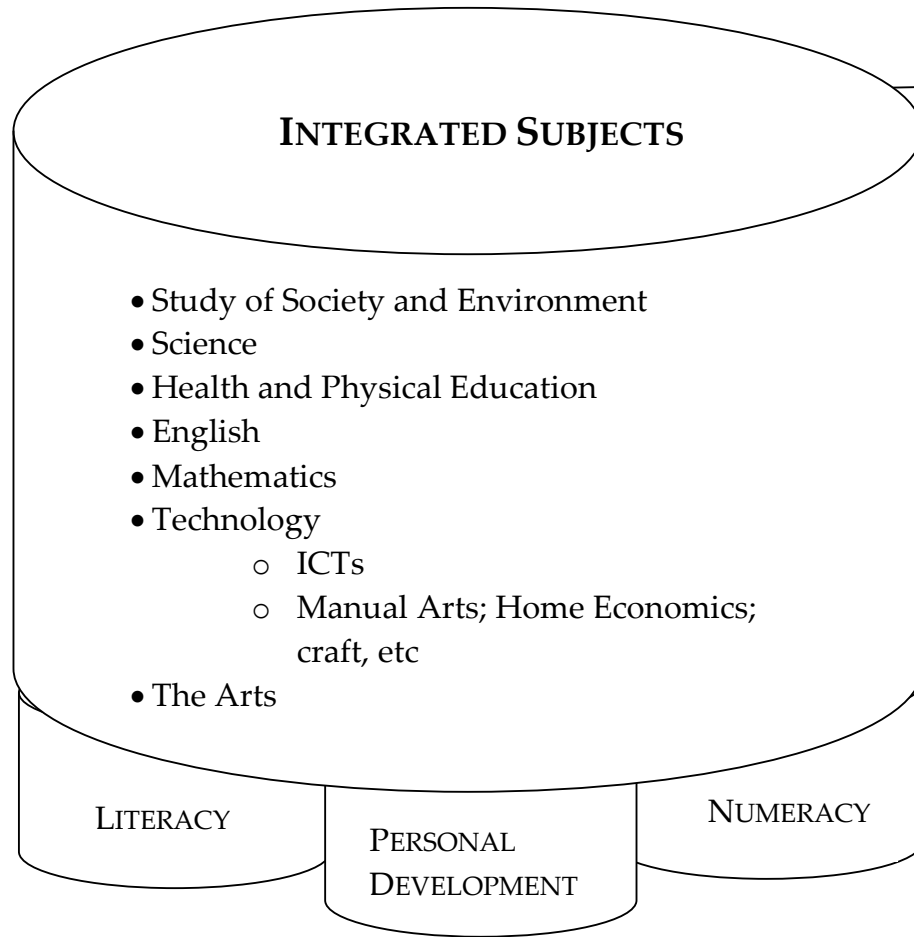 INTEGRATED SUBJECTS
• Study of Society and Environment
• Science
• Health and Physical Education
• English
• Mathematics
• Technology
o ICTs
o Manual Arts; Home Economics;
craft, etc
• The Arts
LITERACY
PERSONAL
DEVELOPMENT
NUMERACY